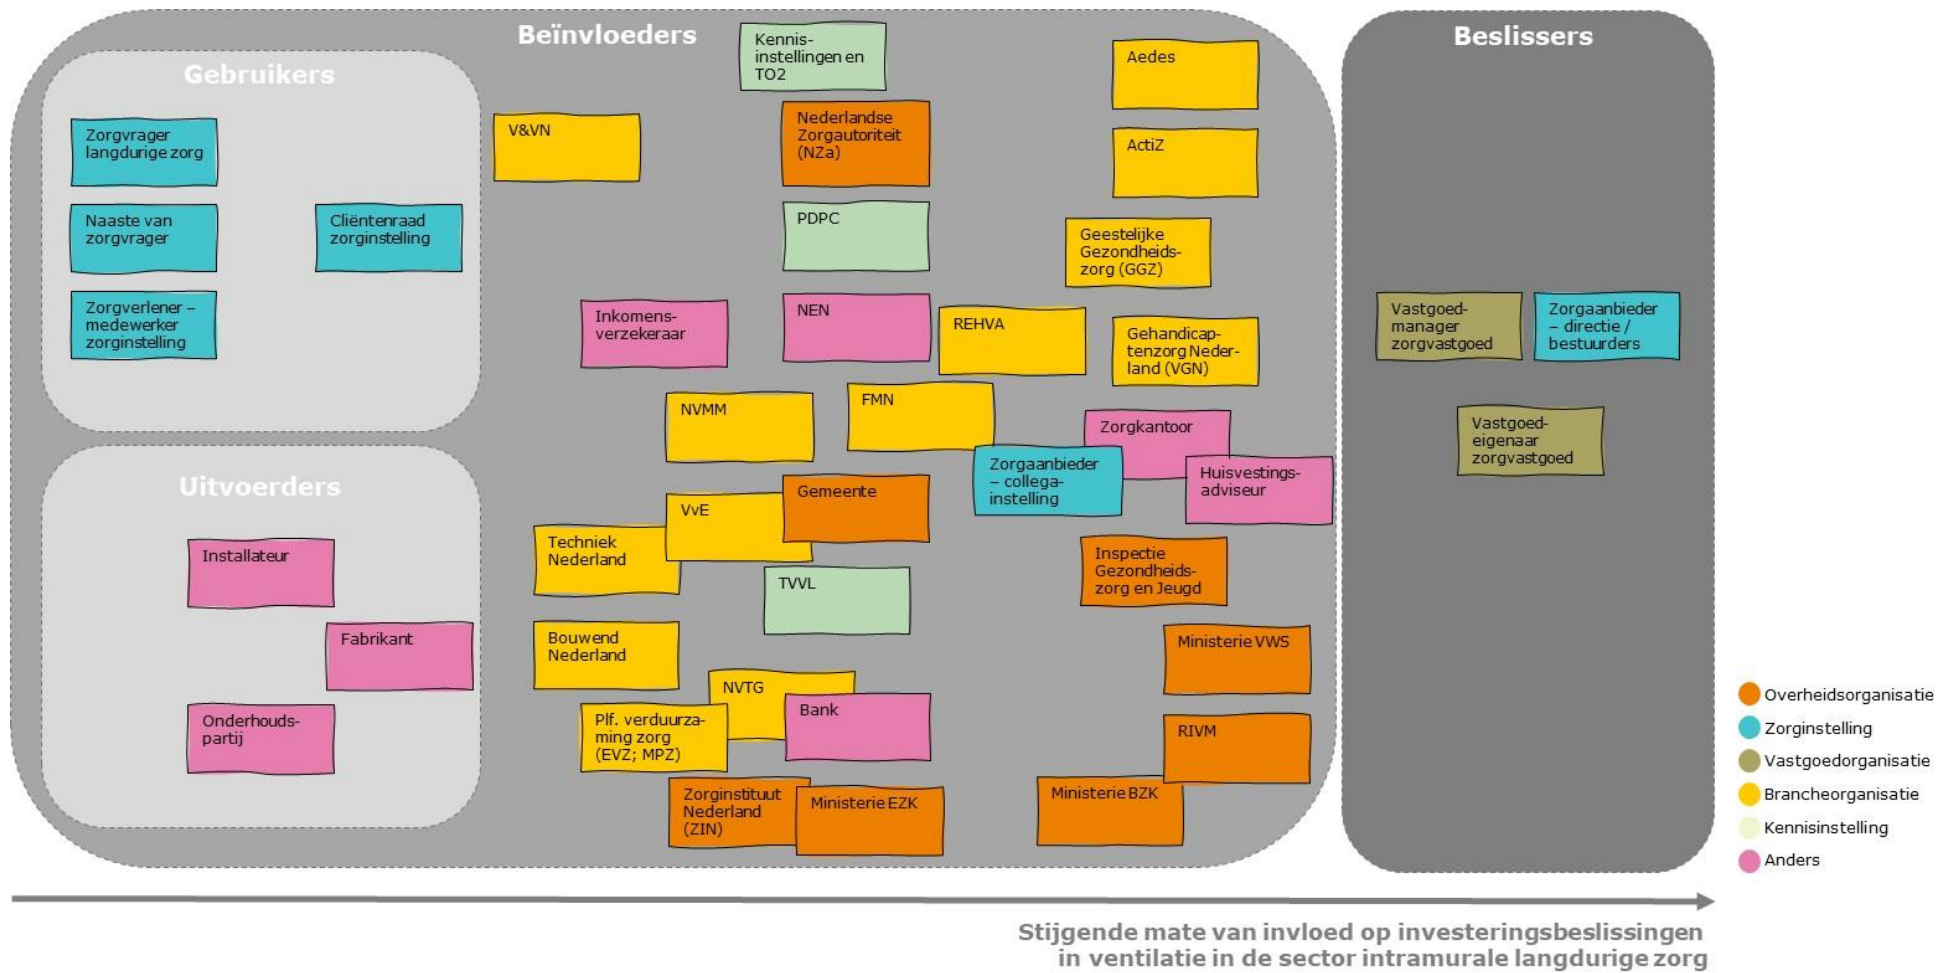 Beïnvloeders
Gebruikers
Zorgvrager
langdurige zorg
Naaste van
zorgvrager
Cliëntenraad
zorginstelling
Zorgverlener –
medewerker
zorginstelling
Uitvoerders
Installateur
Fabrikant
Onderhouds-
partij
Kennis-
instellingen en
TO2
Aedes
V&VN
Nederlandse
Zorgautoriteit
(NZa)
ActiZ
PDPC
Geestelijke
Gezondheids-
zorg (GGZ)
Inkomens-
verzekeraar
NEN
REHVA
Gehandicap-
tenzorg Neder-
land (VGN)
NVMM
FMN
Zorgkantoor
Zorgaanbieder
– collega-
instelling
Huisvestings-
adviseur
Gemeente
VvE
Techniek
Nederland
TVVL
Inspectie
Gezondheids-
zorg en Jeugd
Bouwend
Nederland
Ministerie VWS
NVTG
Bank
Plf. verduurza-
ming zorg
(EVZ; MPZ)
RIVM
Zorginstituut
Nederland
(ZIN)
Ministerie EZK
Ministerie BZK
Beslissers
Vastgoed-
manager
zorgvastgoed
Zorgaanbieder
– directie /
bestuurders
Vastgoed-
eigenaar
zorgvastgoed
Overheidsorganisatie
Zorginstelling
Vastgoedorganisatie
Brancheorganisatie
Kennisinstelling
Anders
Stijgende mate van invloed op investeringsbeslissingen
in ventilatie in de sector intramurale langdurige zorg